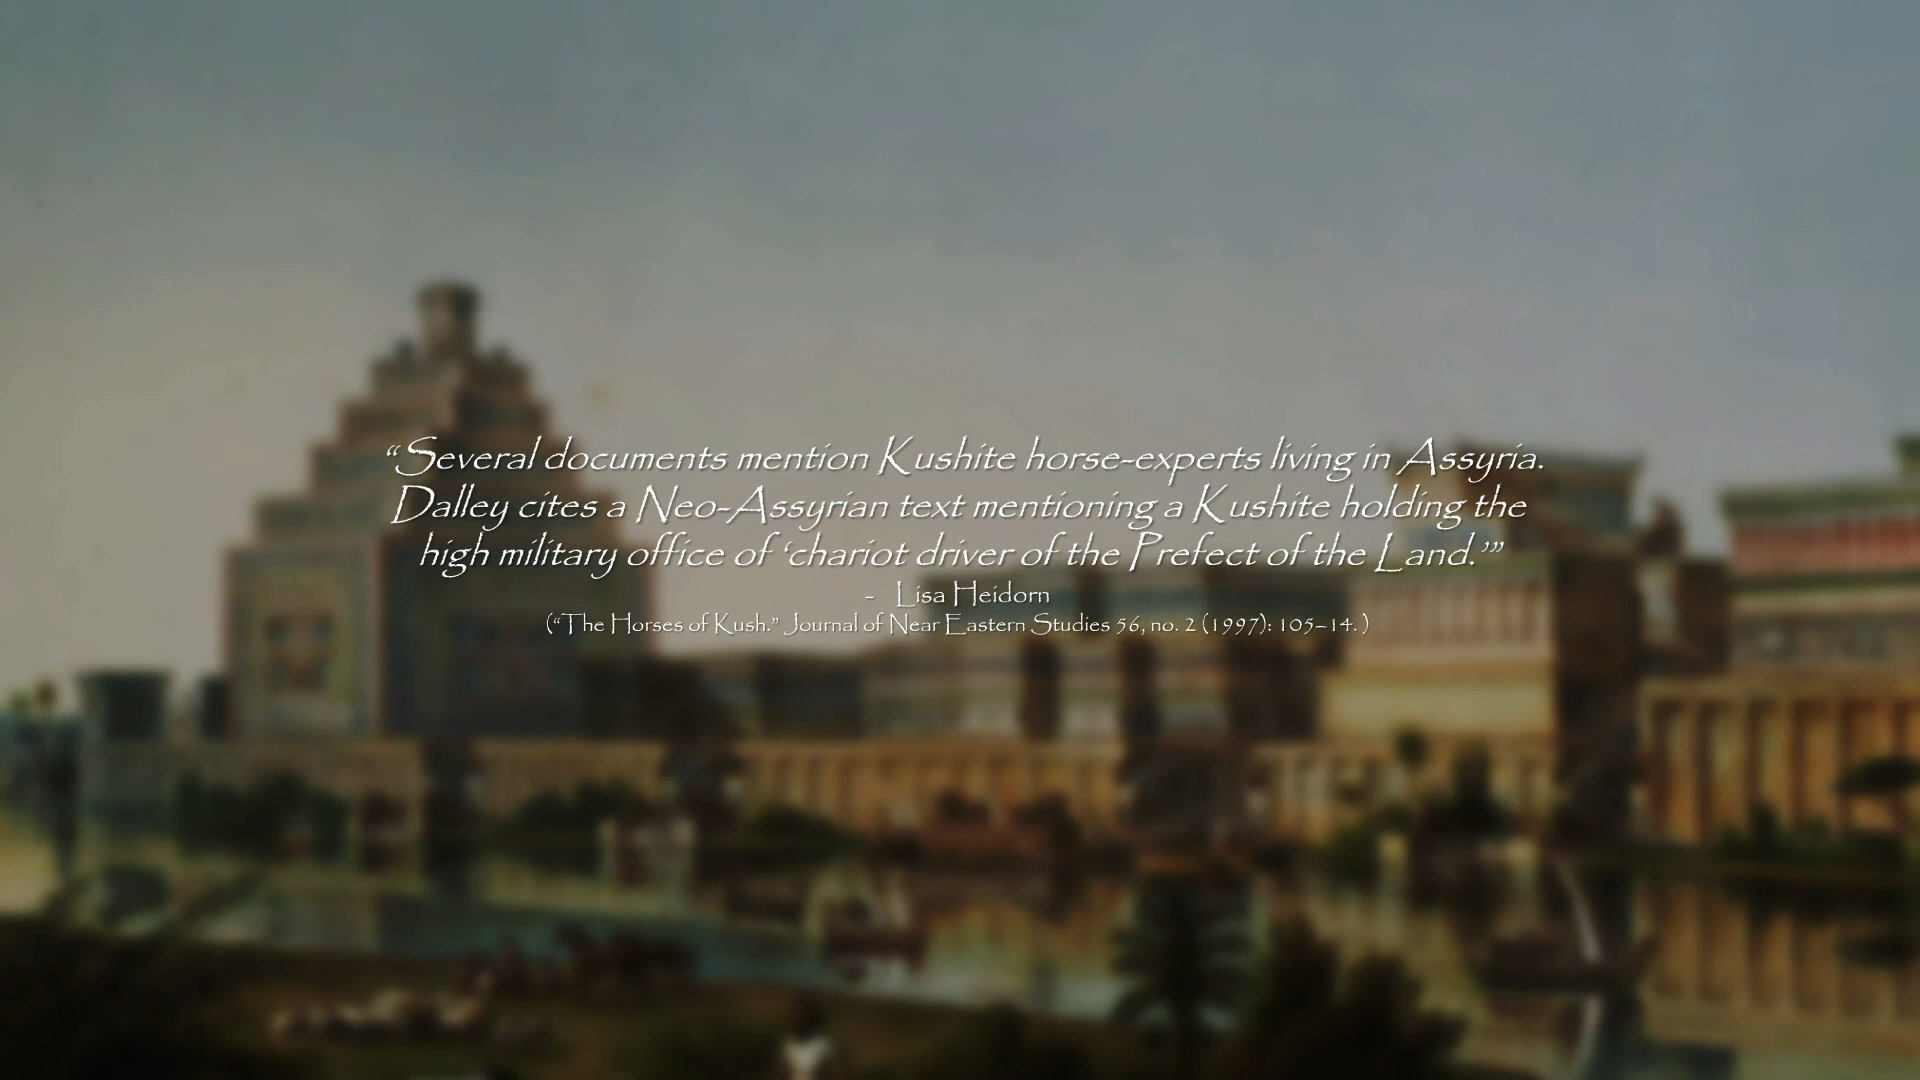 “Several documents mention Kushite horse-experts living in Assyria.
Dalley cites a Neo-Assyrian text mentioning a Kushite holding the
high military office of ‘chariot driver of the Prefect of the Land.’”
- Lisa Heidorn
(“The Horses of Kush.” Journal of Near Eastern Studies 56, no. 2 (1997): 105–14. )